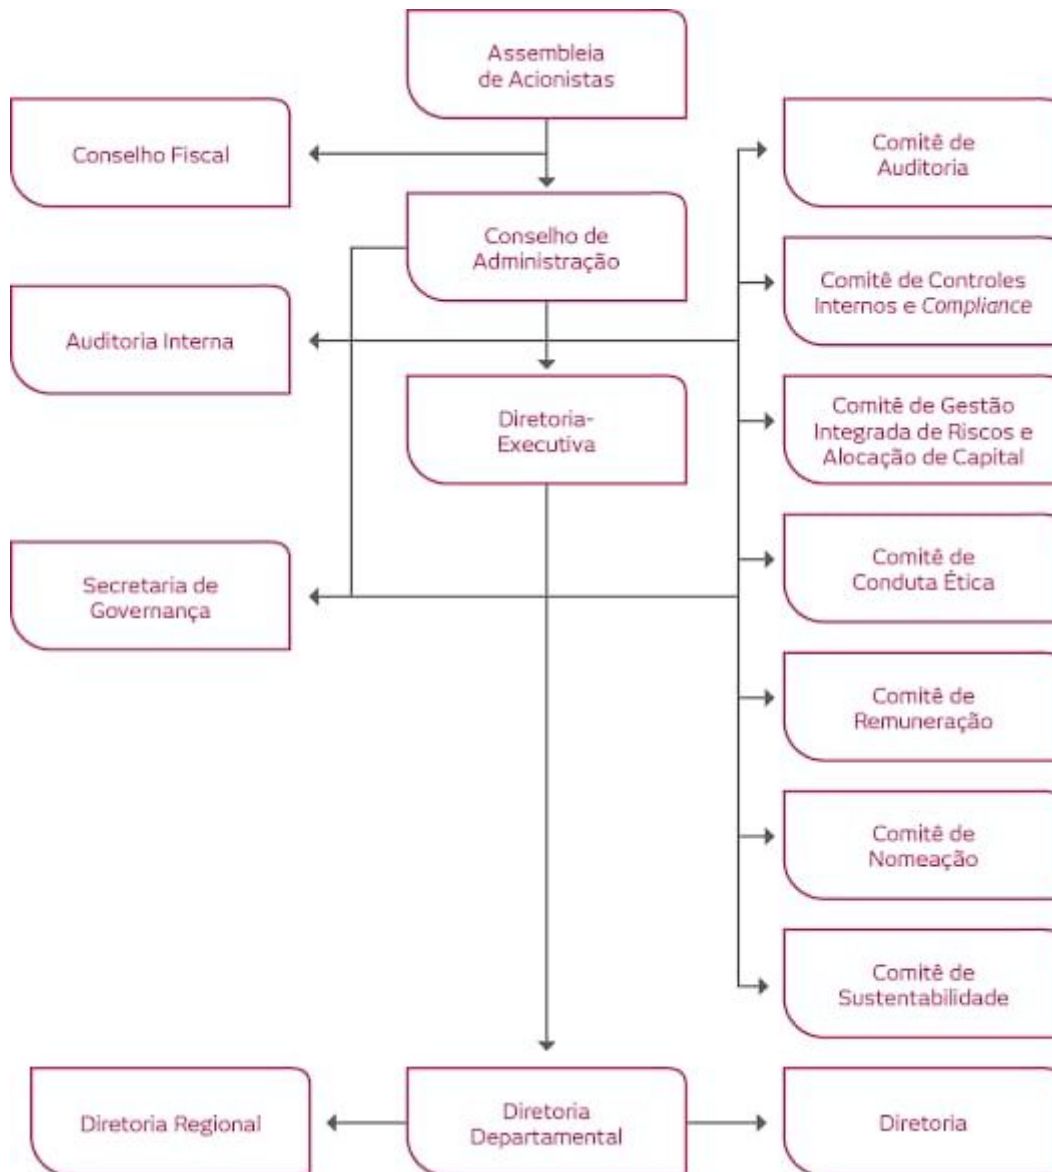 Assembleia
de Acionistas
Conselho Fiscal
Comitê de
Auditoria
Conselho de
Administração
Comitê de Controles
Internos e Compliance
Auditoria Interna
Diretoria-
Executiva
Comitê de Gestão
Integrada de Riscos e
Alocação de Capital
Secretaria de
Governança
Comitê de
Conduta Ética
Comitê de
Remuneração
Comitê de
Nomeação
Comitê de
Sustentabilidade
Diretoria Regional
Diretoria
Departamental
Diretoria